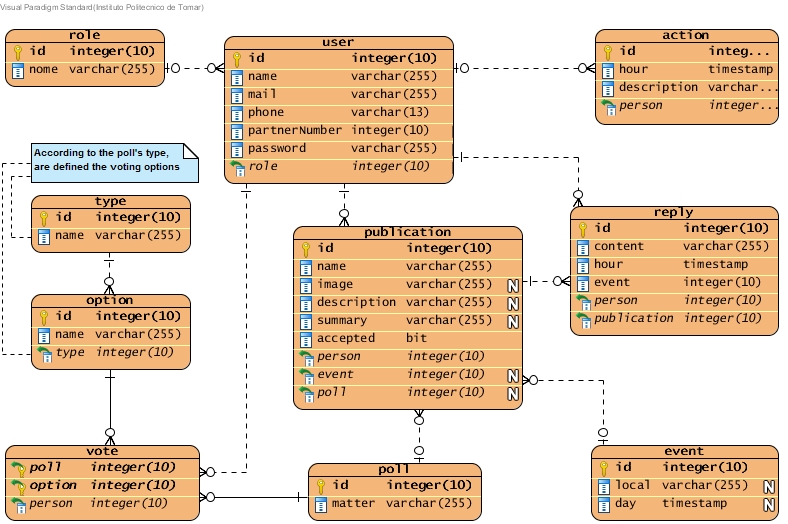 Visual Paradigm Standard(Instituto Politecnico de Tomar)
role
id integer(10)
nome varchar(255)
user
id integer(10)
name varchar(255)
mail varchar(255)
phone varchar(13)
partnerNumber integer(10)
password varchar(255)
role integer(10)
action
id integ...
hour timestamp
description varchar...
person integer...
According to the poll's type,
are defined the voting options
type
id integer(10)
name varchar(255)
option
id integer(10)
name varchar(255)
type integer(10)
publication
id integer(10)
name varchar(255)
image varchar(255) N
description varchar(255) N
summary varchar(255) N
accepted bit
person integer(10)
event integer(10) N
poll integer(10) N
reply
id integer(10)
content varchar(255)
hour timestamp
event integer(10)
person integer(10)
publication integer(10)
vote
poll integer(10)
option integer(10)
person integer(10)
poll
id integer(10)
matter varchar(255)
event
id integer(10)
local varchar(255) N
day timestamp N